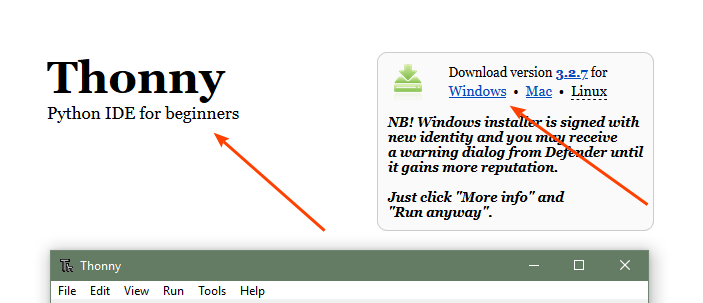 Thonny
Python IDE for beginners
Download version 3.2.7 for
Windows • Mac • Linux
NB! Windows installer is signed with
new identity and you may receive
a warning dialog from Defender until
it gains more reputation.
Just click "More info" and
"Run anyway".
Thonny
File Edit View Run Tools Help